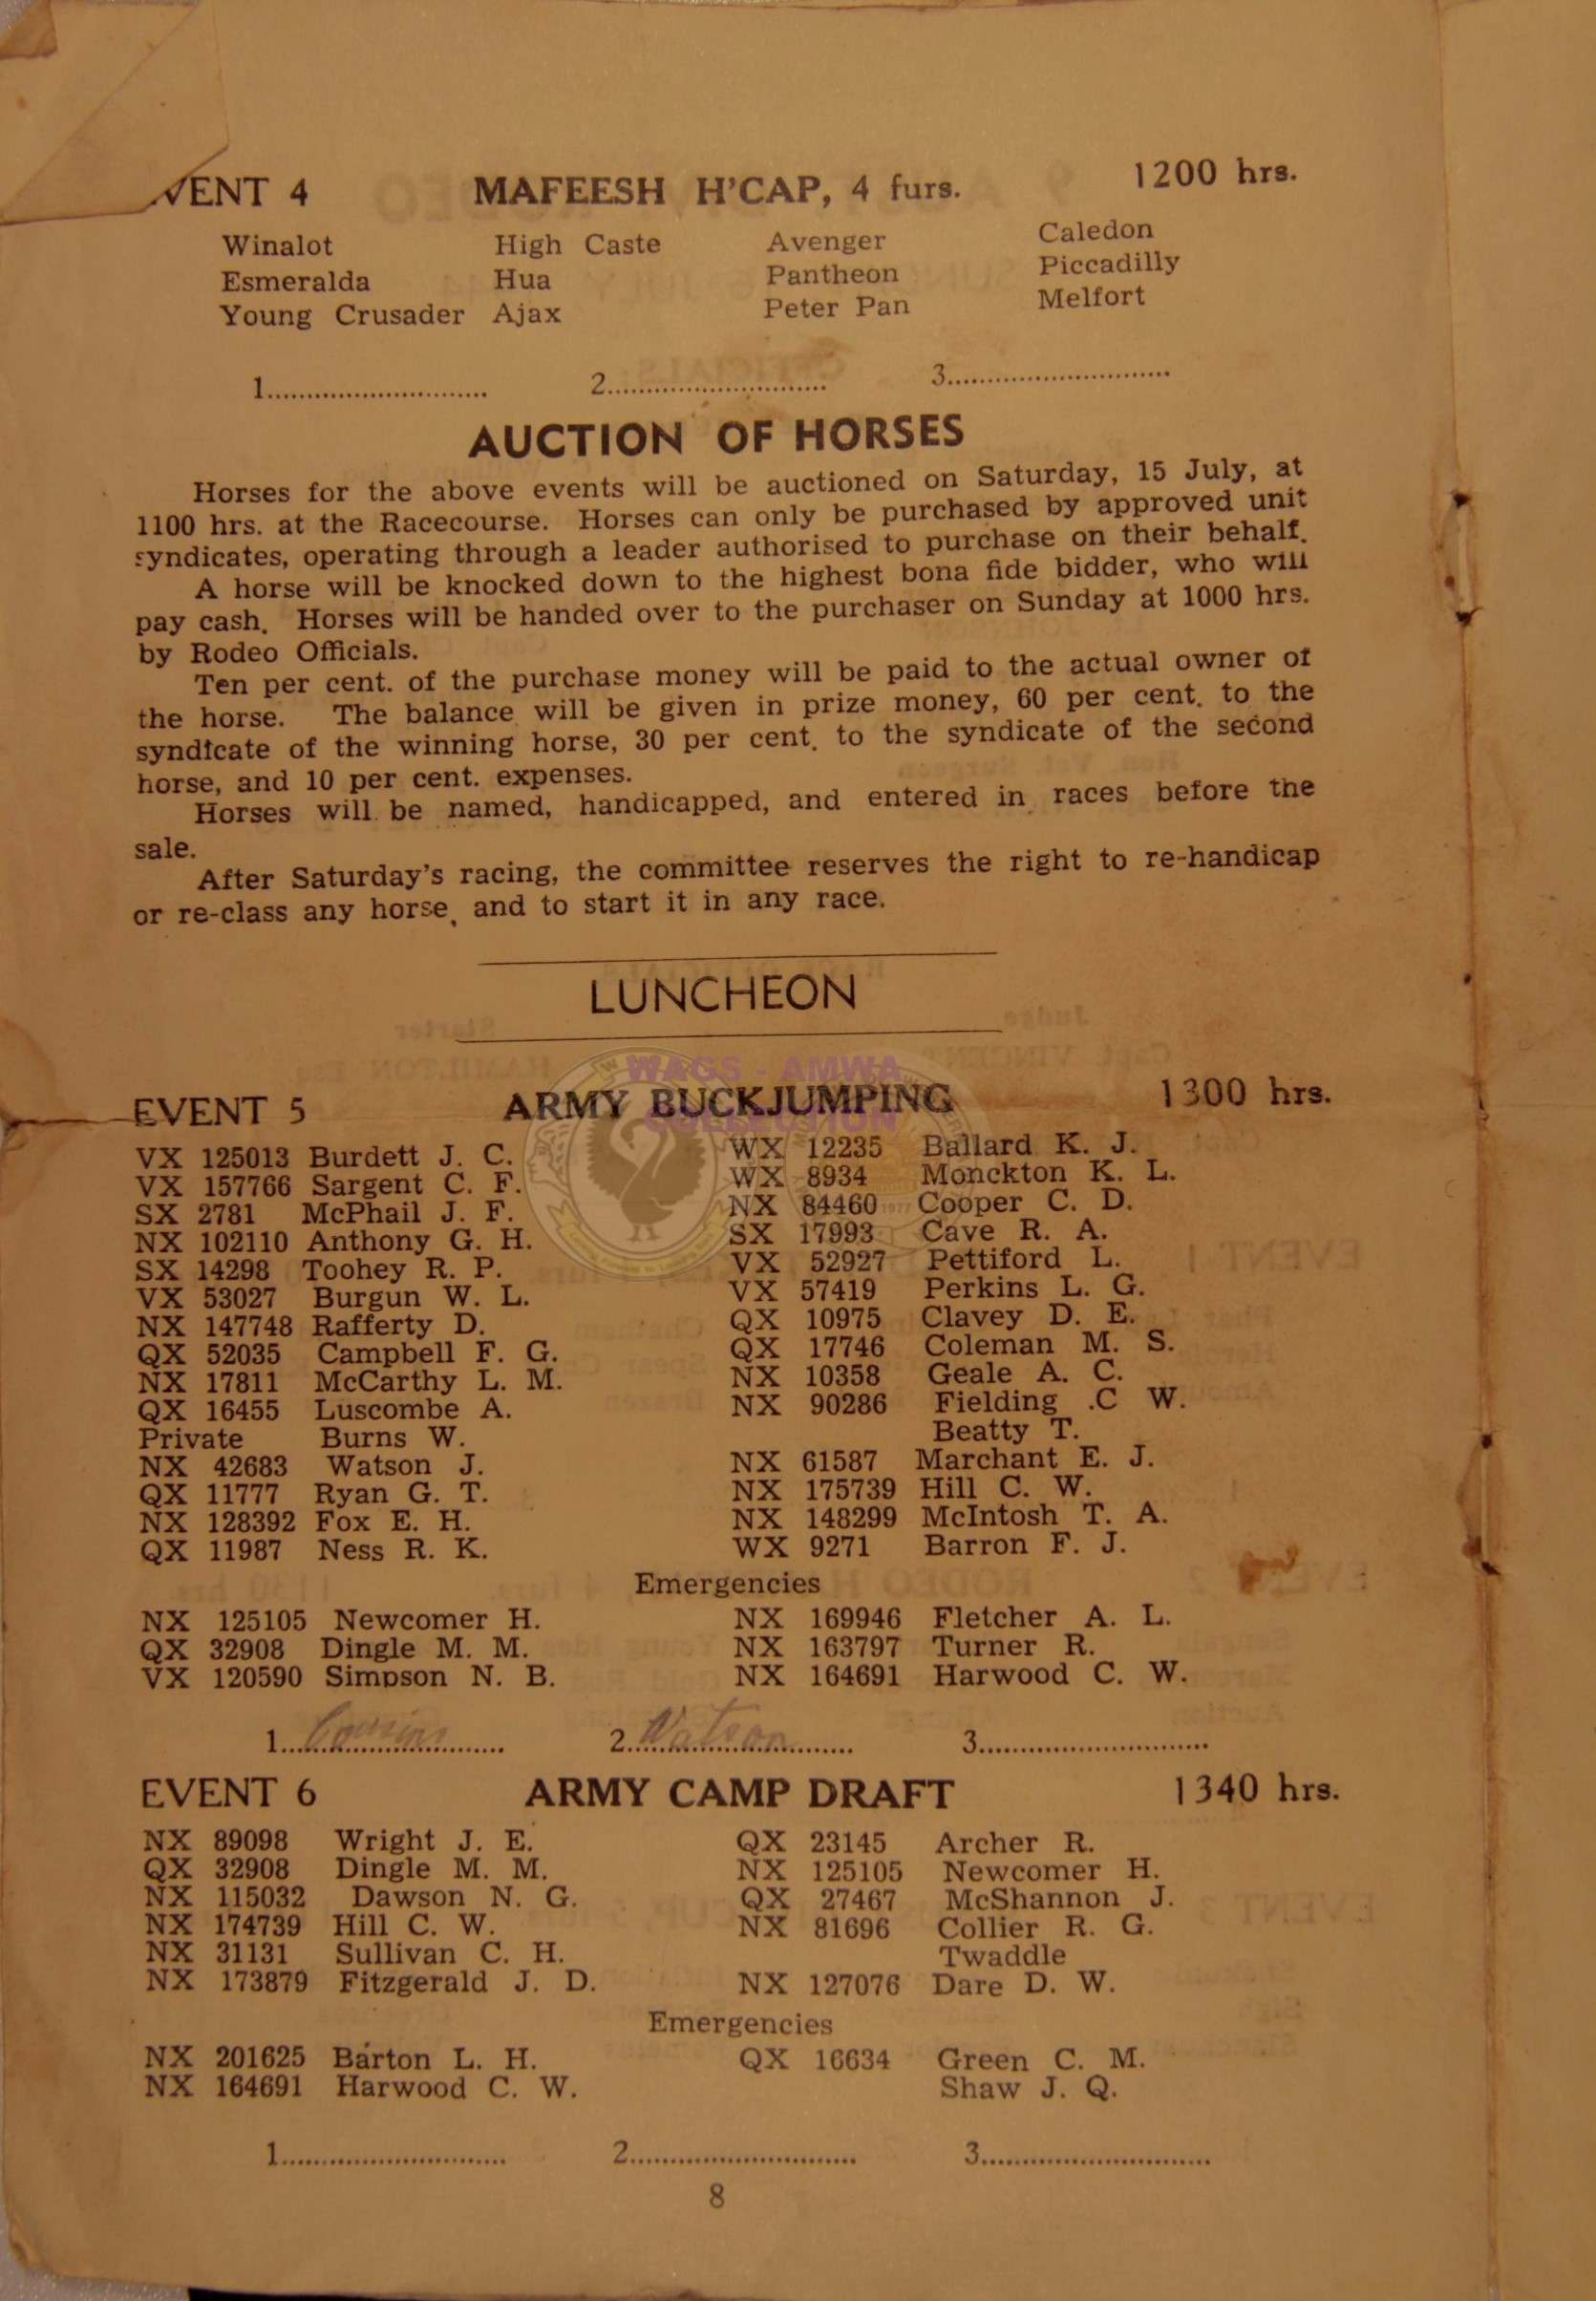 VENT 4 MAFEESH H'CAP, 4 furs. 1200 hrs.
Winalot High Caste Avenger Caledon
Esmeralda Hua Pantheon Piccadilly
Young Crusader Ajax Peter Pan Melfort
1............................ 2............................ 3............................
AUCTION OF HORSES
Horses for the above events will be auctioned on Saturday, 15 July, at
1100 hrs. at the Racecourse. Horses can only be purchased by approved unit
syndicates, operating through a leader authorised to purchase on their behalf.
A horse will be knocked down to the highest bona fide bidder, who will
pay cash. Horses will be handed over to the purchaser on Sunday at 1000 hrs.
by Rodeo Officials.
Ten per cent. of the purchase money will be paid to the actual owner of
the horse. The balance will be given in prize money, 60 per cent. to the
syndicate of the winning horse, 30 per cent. to the syndicate of the second
horse, and 10 per cent. expenses.
Horses will be named, handicapped, and entered in races before the
sale.
After Saturday's racing, the committee reserves the right to re-handicap
or re-class any horse, and to start it in any race.
LUNCHEON
WAGS - AMWA
COLLECTION
EVENT 5 ARMY BUCKJUMPING 1300 hrs.
VX 125013 Burdett J. C. WX 12235 Ballard K. J.
VX 157766 Sargent C. F. WX 8934 Monckton K. L.
SX 2781 McPhail J. F. NX 84460 Cooper C. D.
NX 102110 Anthony G. H. SX 17993 Cave R. A.
SX 14298 Toohey R. P. VX 52927 Pettiford L.
VX 53027 Burgun W. L. VX 57419 Perkins L. G.
NX 147748 Rafferty D. QX 10975 Clavey D. E.
QX 52035 Campbell F. G. QX 17746 Coleman M. S.
NX 17811 McCarthy L. M. NX 10358 Geale A. C.
QX 16455 Luscombe A. NX 90286 Fielding .C W.
Private Burns W. Beatty T.
NX 42683 Watson J. NX 61587 Marchant E. J.
QX 11777 Ryan G. T. NX 175739 Hill C. W.
NX 128392 Fox E. H. NX 148299 McIntosh T. A.
QX 11987 Ness R. K. WX 9271 Barron F. J.
Emergencies
NX 125105 Newcomer H. NX 169946 Fletcher A. L.
QX 32908 Dingle M. M. NX 163797 Turner R.
VX 120590 Simpson N. B. NX 164691 Harwood C. W.
1. Cousins 2. Watson 3............................
EVENT 6 ARMY CAMP DRAFT 1340 hrs.
NX 89098 Wright J. E. QX 23145 Archer R.
QX 32908 Dingle M. M. NX 125105 Newcomer H.
NX 115032 Dawson N. G. QX 27467 McShannon J.
NX 174739 Hill C. W. NX 81696 Collier R. G.
NX 31131 Sullivan C. H. Twaddle
NX 173879 Fitzgerald J. D. NX 127076 Dare D. W.
Emergencies
NX 201625 Barton L. H. QX 16634 Green C. M.
NX 164691 Harwood C. W. Shaw J. Q.
1............................ 2............................ 3............................
8